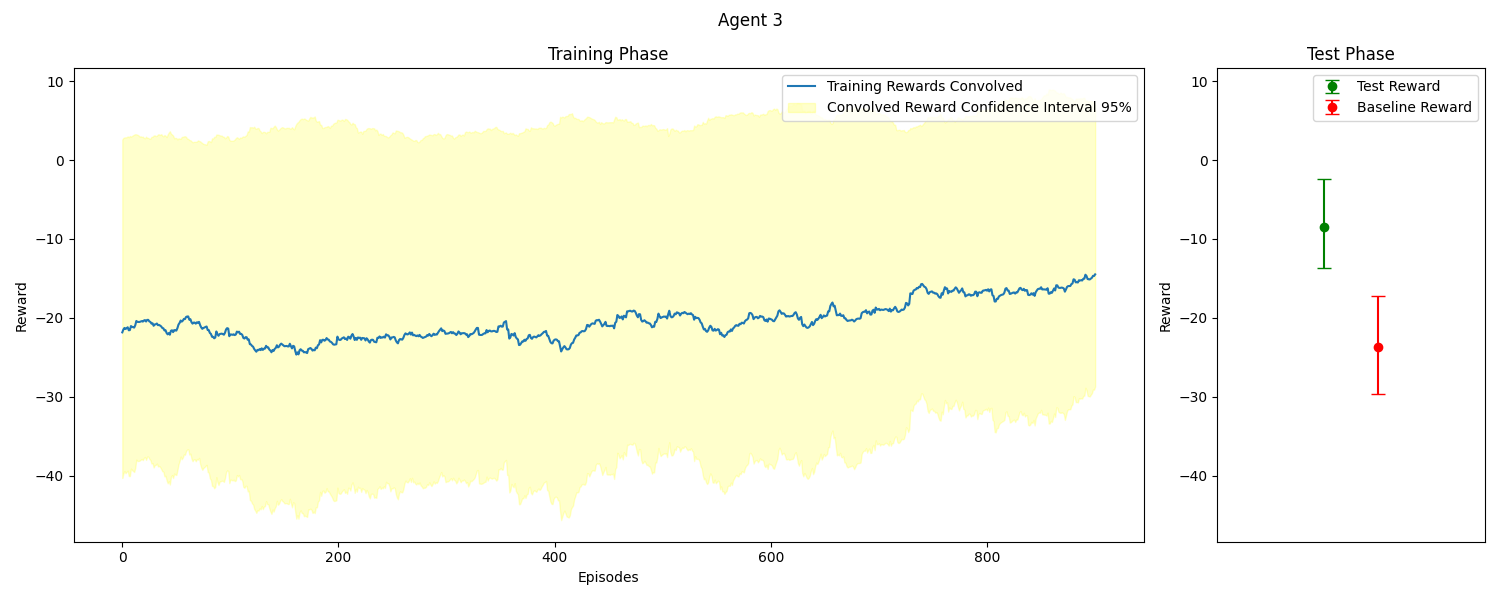 Agent 3
Training Phase
Reward
10
0
−10
−20
−30
−40
Training Rewards Convolved
Convolved Reward Confidence Interval 95%
0
200
400
600
800
Episodes
Test Phase
Reward
10
0
−10
−20
−30
−40
Test Reward
Baseline Reward